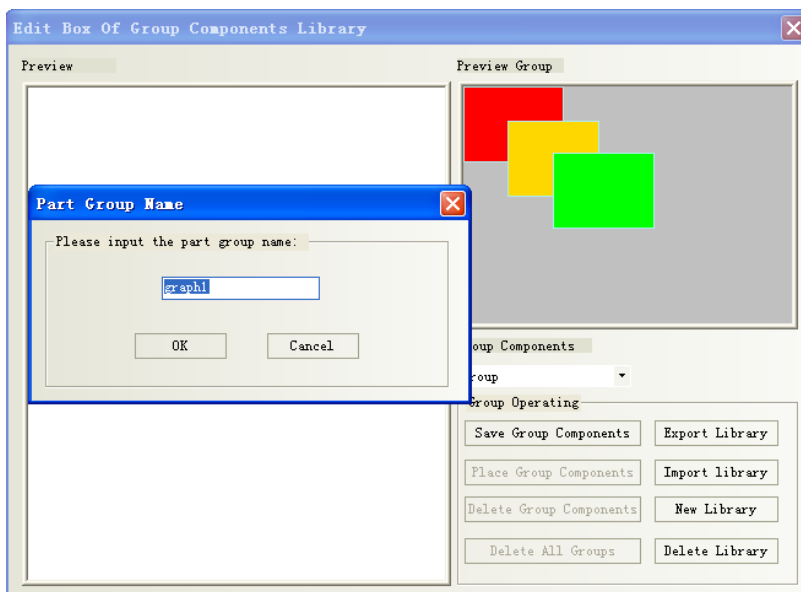 Edit Box Of Group Components Library
Preview
Preview Group
Part Group Name
Please input the part group name:
graph1
OK
Cancel
oup Components
roup
Group Operating
Save Group Components
Export Library
Place Group Components
Import library
Delete Group Components
New Library
Delete All Groups
Delete Library